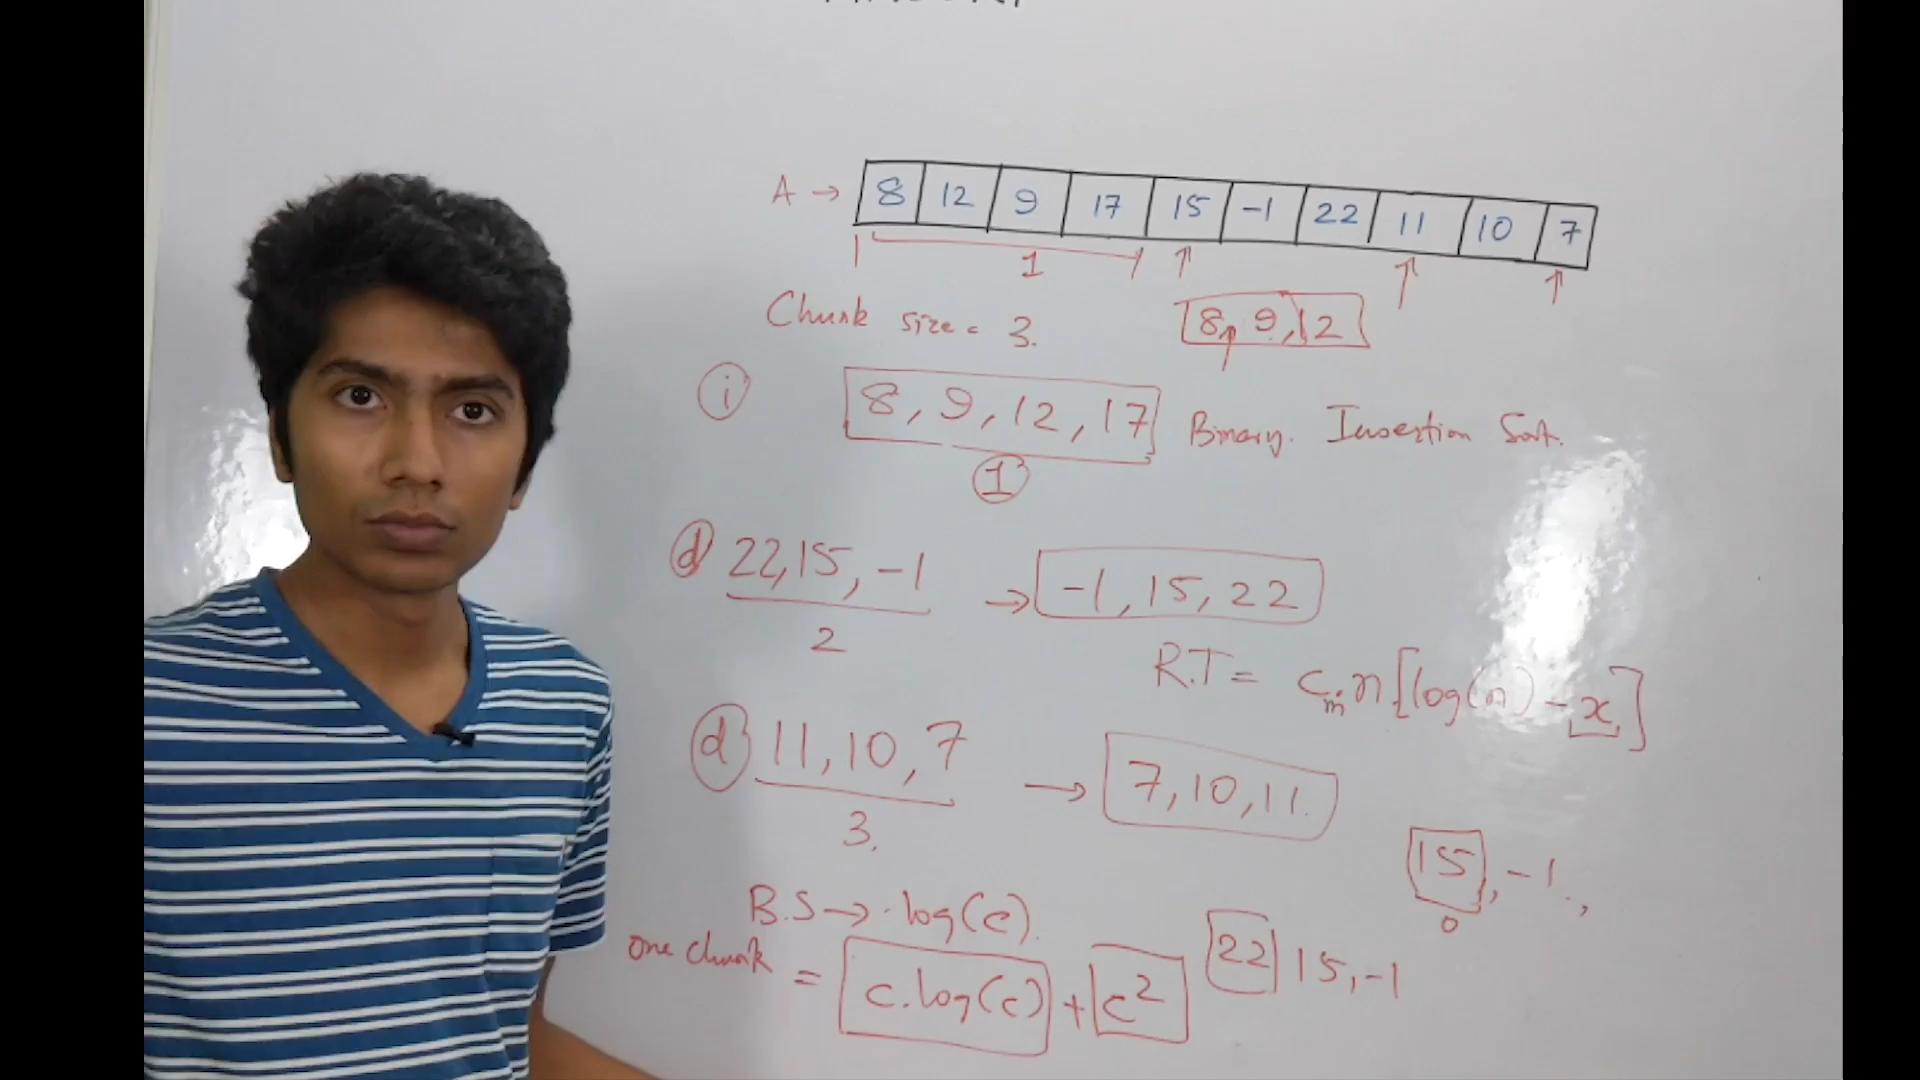 A → 8 12 9 17 15 -1 22 11 10 7
1
Chunk size = 3.
8, 9, 12
i
8, 9, 12, 17 Binary. Insertion Sort.
1
d 22, 15, -1 → -1, 15, 22
2
R.T = n[log(n) - x]
d 11, 10, 7 → 7, 10, 11.
3.
15, -1.,
0
B.S → log(c).
22 15, -1
one chunk = c.log(c) + c²